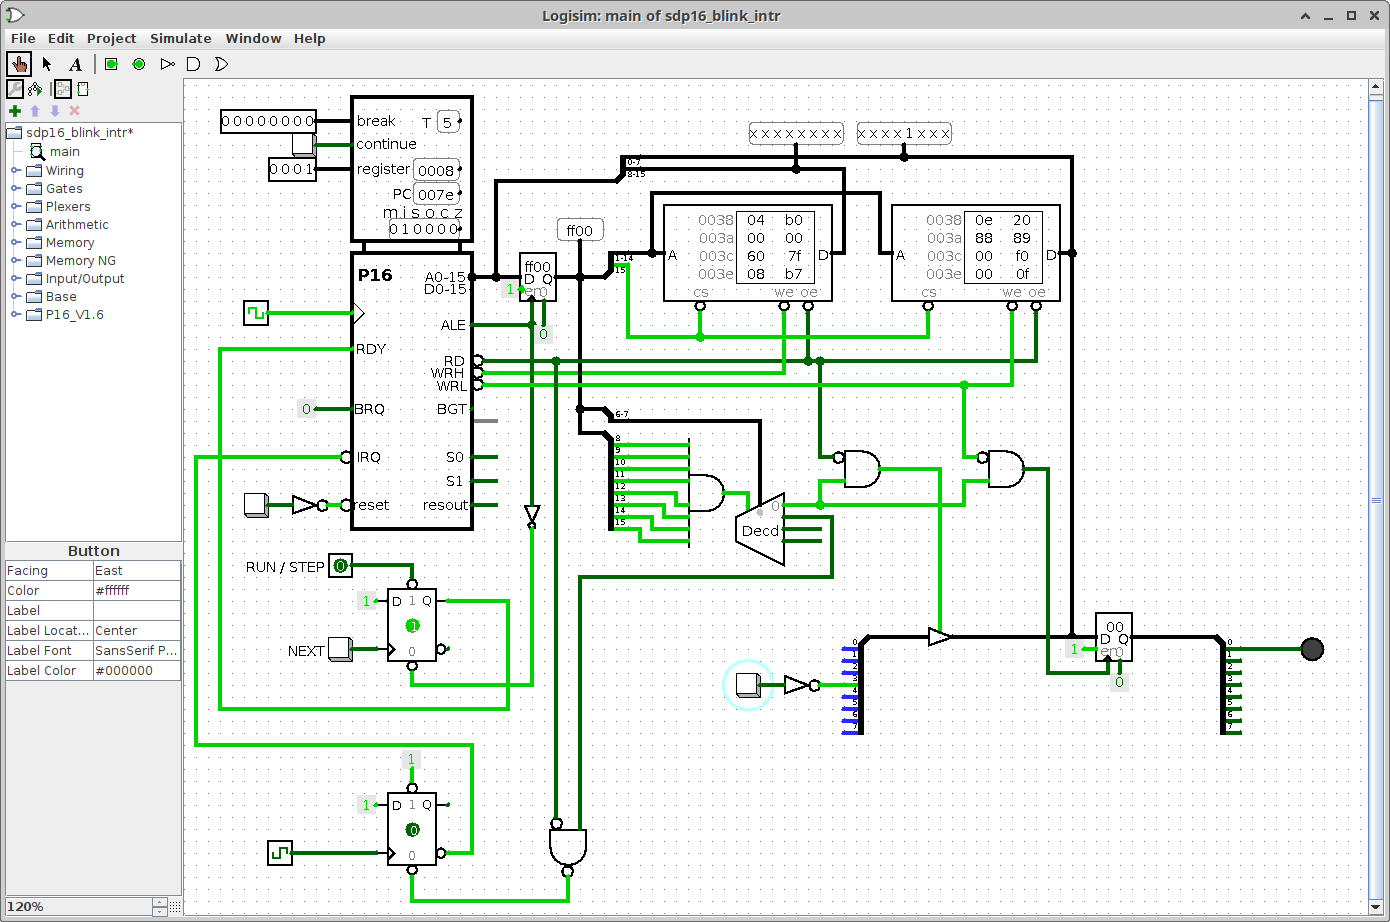 Logisim: main of sdp16_blink_intr
File Edit Project Simulate Window Help
A
sdp16_blink_intr*
main
Wiring
Gates
Plexers
Arithmetic
Memory
Memory NG
Input/Output
Base
P16_V1.6
Button
Facing East
Color #ffffff
Label
Label Locat... Center
Label Font SansSerif P...
Label Color #000000
120%
00000000 break T 5
continue
0001 register 0008
PC 007e
misocz
010000
P16
A0-15
D0-15
ALE
RDY
RD
WRH
WRL
BRQ BGT
0
IRQ S0
S1
reset resout
ff00
ff00
D Q
1 en 0
0
xxxxxxxx xxxx1xxx
0-7
8-15
1-14
15
0038 04 b0
003a 00 00
003c 60 7f
003e 08 b7
A D
cs we oe
0038 0e 20
003a 88 89
003c 00 f0
003e 00 0f
A D
cs we oe
6-7
8
9
10
11
12
13
14
15
0
Decd
RUN / STEP 0
1 D 1 Q
1
0
NEXT
1
1 D 1 Q
0
0
0
1
2
3
4
5
6
7
00
D Q
1 en 0
0
0
1
2
3
4
5
6
7